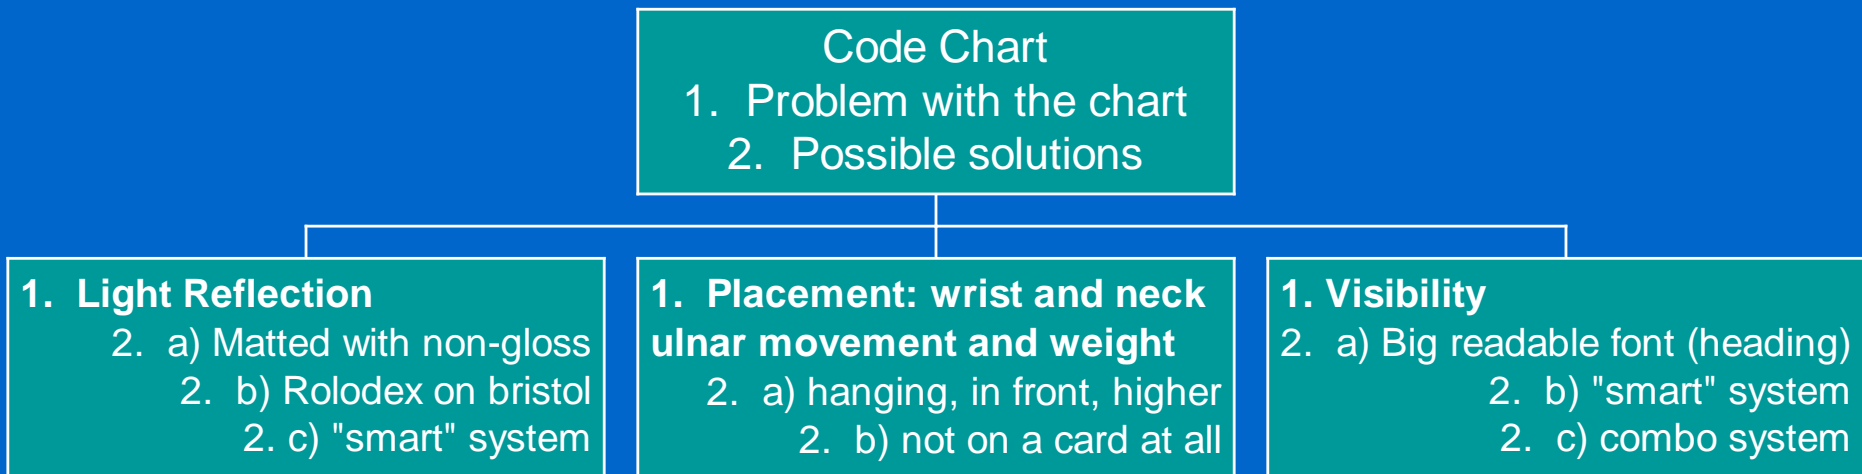 Code Chart
1. Problem with the chart
2. Possible solutions
1. Light Reflection
2. a) Matted with non-gloss
2. b) Rolodex on bristol
2. c) "smart" system
1. Placement: wrist and neck
ulnar movement and weight
2. a) hanging, in front, higher
2. b) not on a card at all
1. Visibility
2. a) Big readable font (heading)
2. b) "smart" system
2. c) combo system